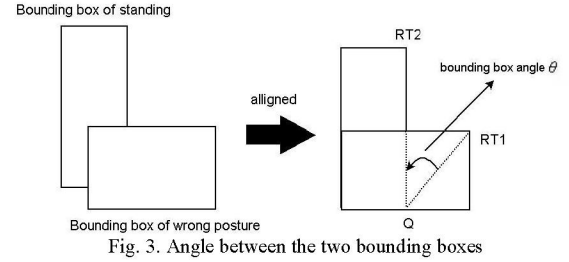 Bounding box of standing
RT2
bounding box angle θ
alligned
RT1
Bounding box of wrong posture
Q
Fig. 3. Angle between the two bounding boxes